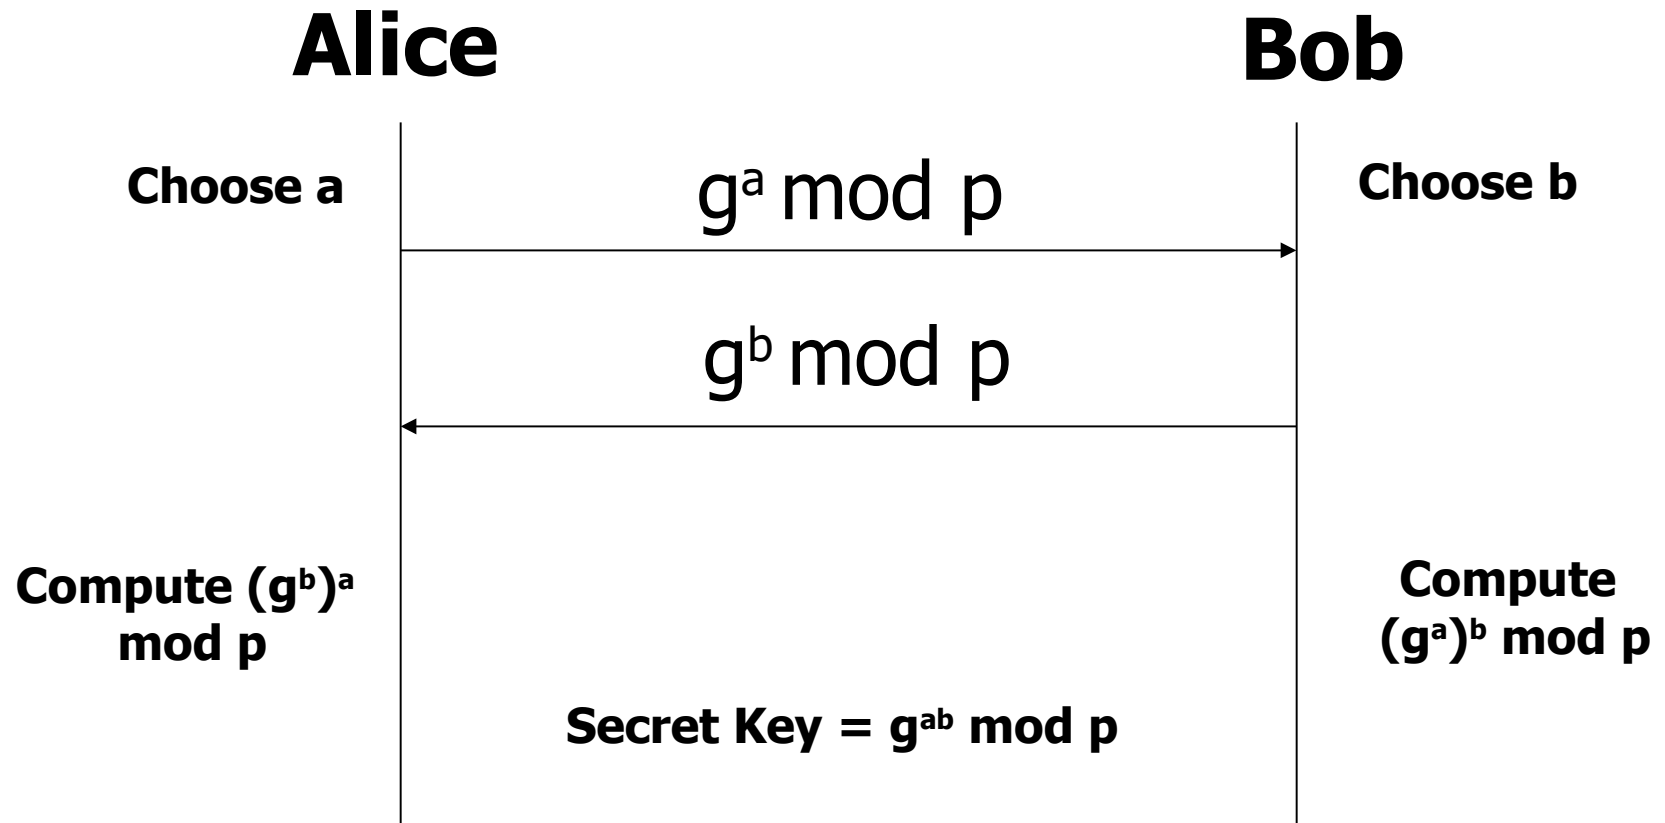 Alice
Bob
Choose a
gᵃ mod p
Choose b
gᵇ mod p
Compute (gᵇ)ᵃ
mod p
Compute
(gᵃ)ᵇ mod p
Secret Key = gᵃᵇ mod p